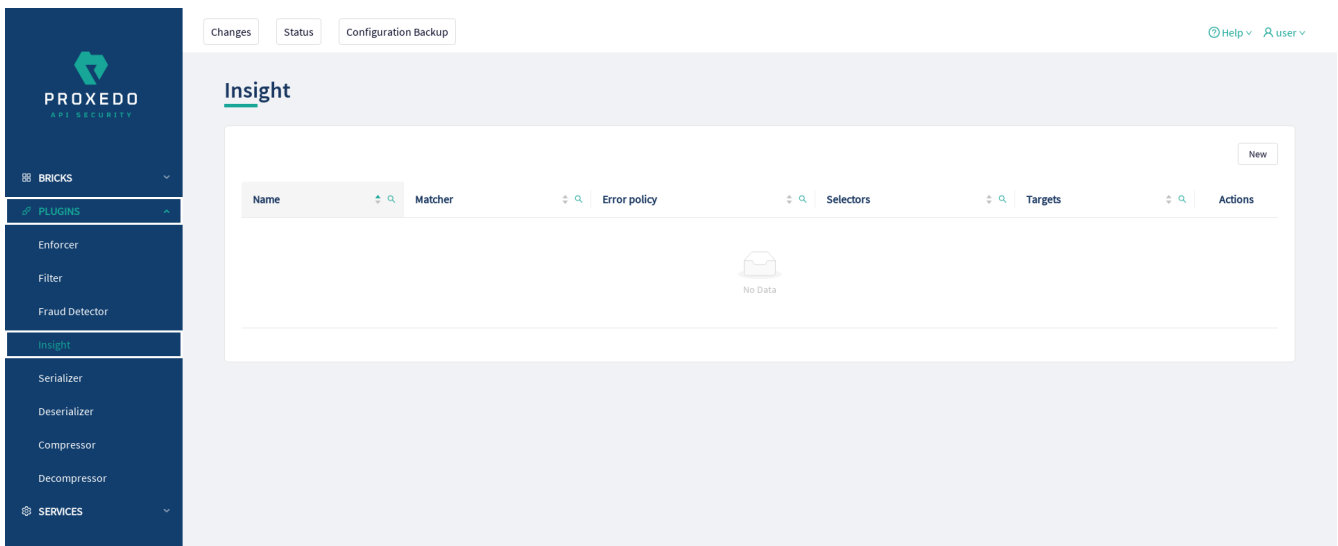 Changes Status Configuration Backup Help user
PROXEDO
API SECURITY
BRICKS
PLUGINS
Enforcer
Filter
Fraud Detector
Insight
Serializer
Deserializer
Compressor
Decompressor
SERVICES
Insight
New
Name Matcher Error policy Selectors Targets Actions
No Data